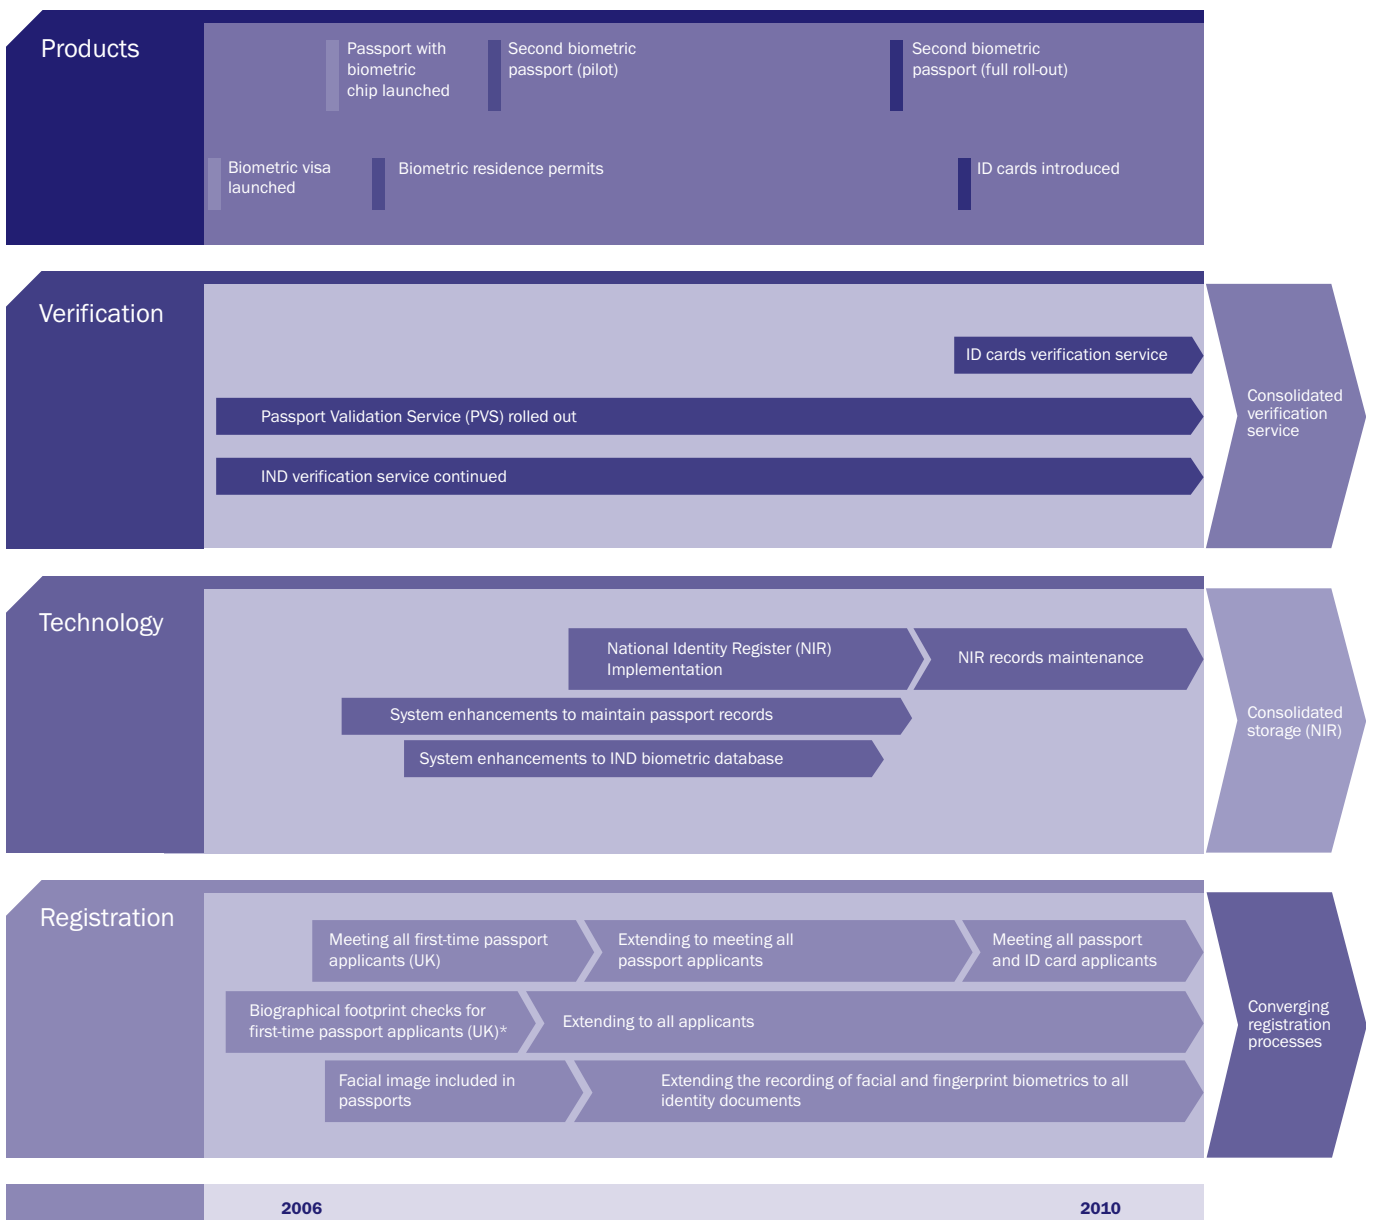 Products
Passport with
biometric
chip launched
Second biometric
passport (pilot)
Second biometric
passport (full roll-out)
Biometric visa
launched
Biometric residence permits
ID cards introduced
Verification
ID cards verification service
Passport Validation Service (PVS) rolled out
IND verification service continued
Consolidated
verification
service
Technology
National Identity Register (NIR)
Implementation
NIR records maintenance
System enhancements to maintain passport records
System enhancements to IND biometric database
Consolidated
storage (NIR)
Registration
Meeting all first-time passport
applicants (UK)
Extending to meeting all
passport applicants
Meeting all passport
and ID card applicants
Biographical footprint checks for
first-time passport applicants (UK)*
Extending to all applicants
Facial image included in
passports
Extending the recording of facial and fingerprint biometrics to all
identity documents
Converging
registration
processes
2006
2010